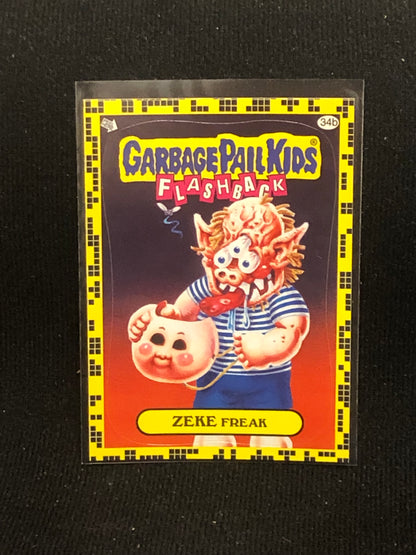 34b
GARBAGE PAIL KIDS®
FLASHBACK
ZEKE FREAK